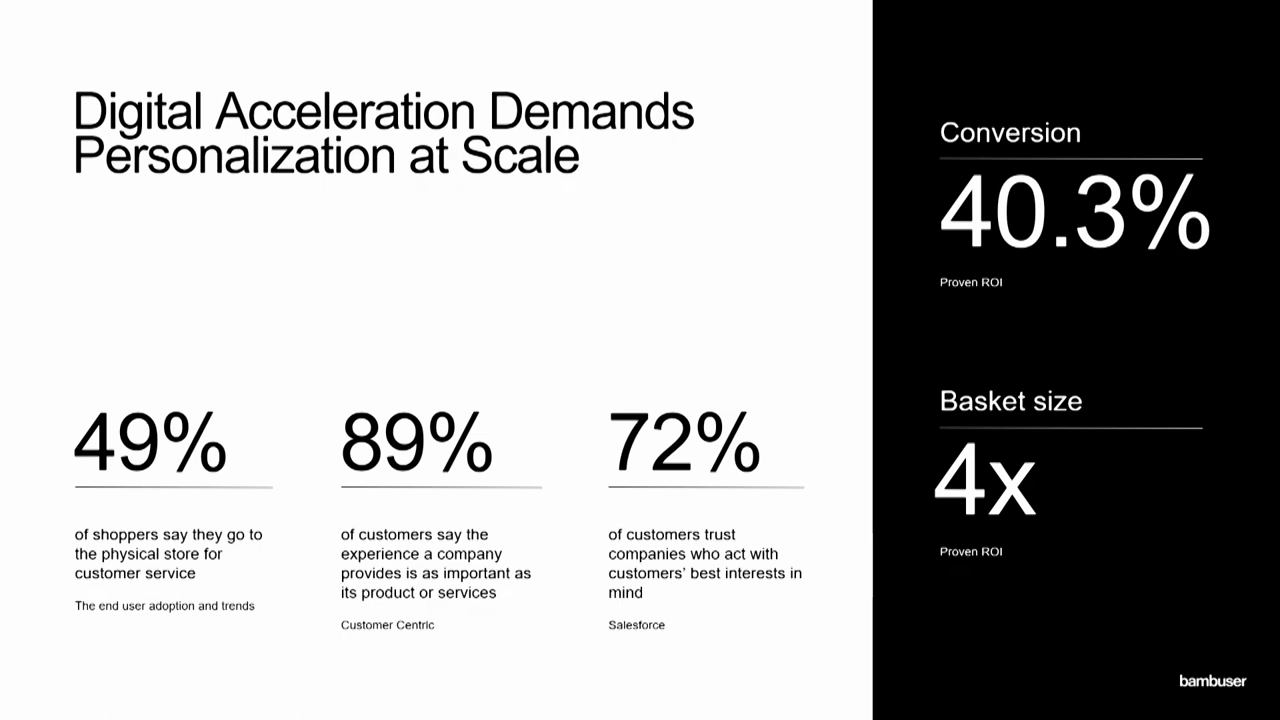 Digital Acceleration Demands
Personalization at Scale
49%
of shoppers say they go to
the physical store for
customer service
The end user adoption and trends
89%
of customers say the
experience a company
provides is as important as
its product or services
Customer Centric
72%
of customers trust
companies who act with
customers’ best interests in
mind
Salesforce
Conversion
40.3%
Proven ROI
Basket size
4x
Proven ROI
bambuser